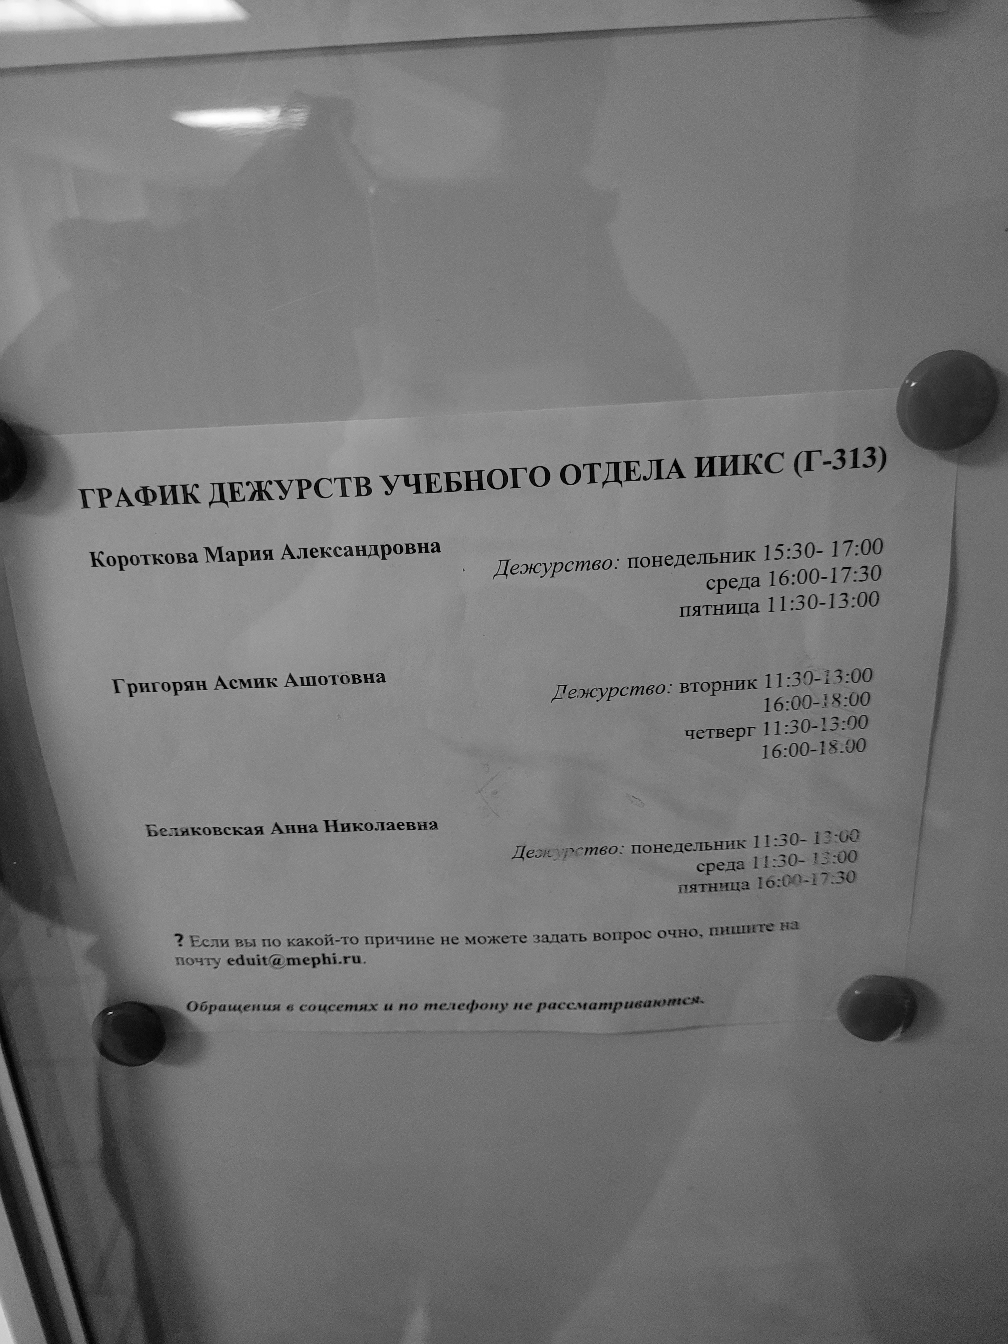 ГРАФИК ДЕЖУРСТВ УЧЕБНОГО ОТДЕЛА ИИКС (Г-313)
Короткова Мария Александровна
Дежурство: понедельник 15:30- 17:00
среда 16:00-17:30
пятница 11:30-13:00
Григорян Асмик Ашотовна
Дежурство: вторник 11:30-13:00
16:00-18:00
четверг 11:30-13:00
16:00-18:00
Беляковская Анна Николаевна
Дежурство: понедельник 11:30- 13:00
среда 11:30- 13:00
пятница 16:00-17:30
? Если вы по какой-то причине не можете задать вопрос очно, пишите на
почту eduit@mephi.ru.
Обращения в соцсетях и по телефону не рассматриваются.